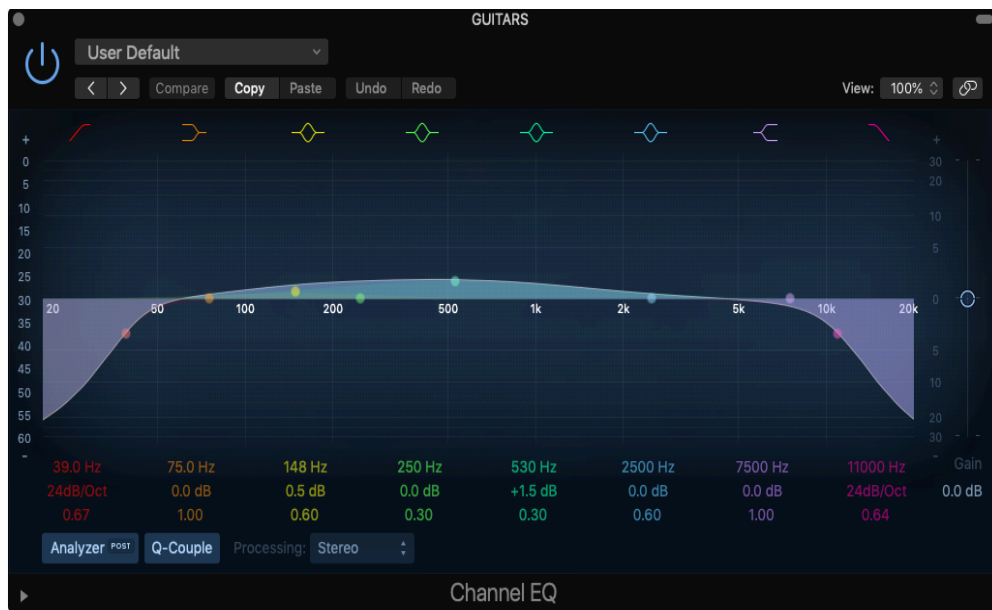 GUITARS
User Default
Compare Copy Paste Undo Redo View: 100%
+ +
0 30
5 20
10 10
15
20 5
25
30 20 50 100 200 500 1k 2k 5k 10k 20k 0
35
40 5
45
50 10
55 20
60 30
- -
39.0 Hz 75.0 Hz 148 Hz 250 Hz 530 Hz 2500 Hz 7500 Hz 11000 Hz Gain
24dB/Oct 0.0 dB 0.5 dB 0.0 dB +1.5 dB 0.0 dB 0.0 dB 24dB/Oct 0.0 dB
0.67 1.00 0.60 0.30 0.30 0.60 1.00 0.64
Analyzer POST Q-Couple Processing: Stereo
Channel EQ